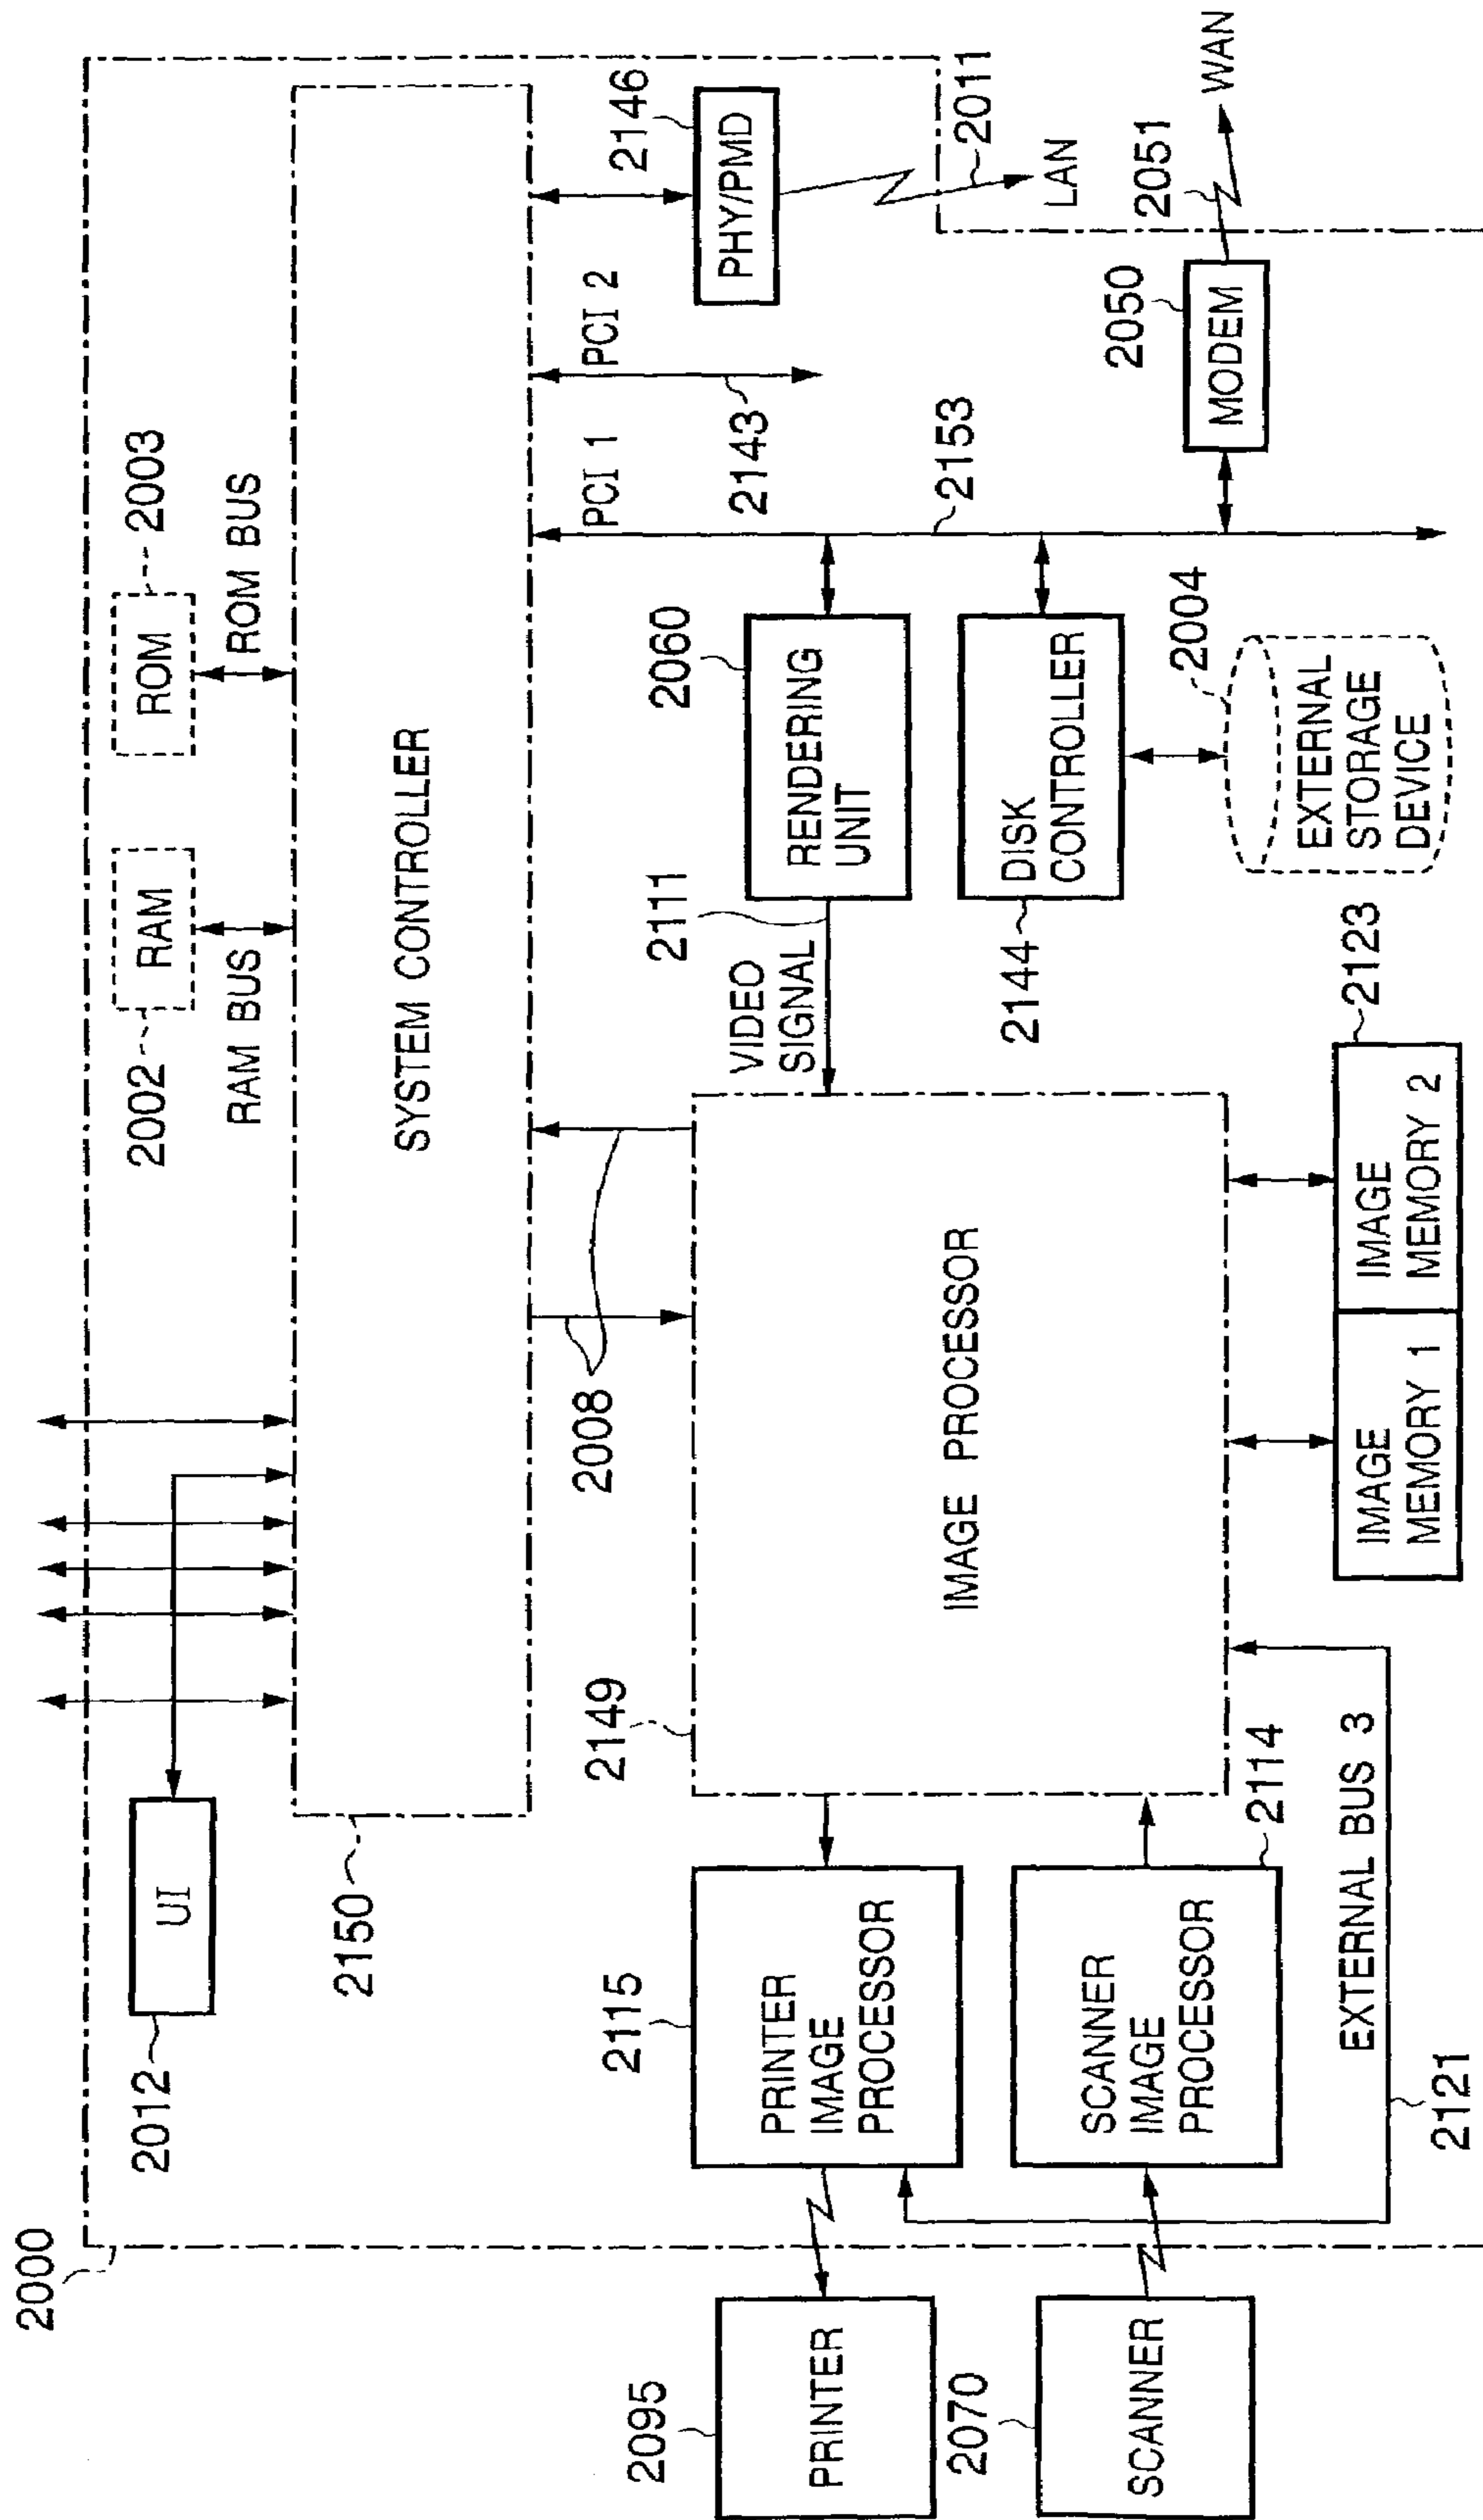 2000
2012
UI
2002
RAM
RAM BUS
ROM
2003
ROM BUS
2150
SYSTEM CONTROLLER
2008
PCI 1
PCI 2
2143
2146
PHY/PMD
2011
LAN
2095
PRINTER
2115
PRINTER
IMAGE
PROCESSOR
2149
IMAGE PROCESSOR
VIDEO
SIGNAL
2111
2060
RENDERING
UNIT
2153
2070
SCANNER
SCANNER
IMAGE
PROCESSOR
2114
2144
DISK
CONTROLLER
2050
MODEM
2051
WAN
2004
EXTERNAL
STORAGE
DEVICE
EXTERNAL BUS 3
2121
IMAGE
MEMORY 1
IMAGE
MEMORY 2
2123